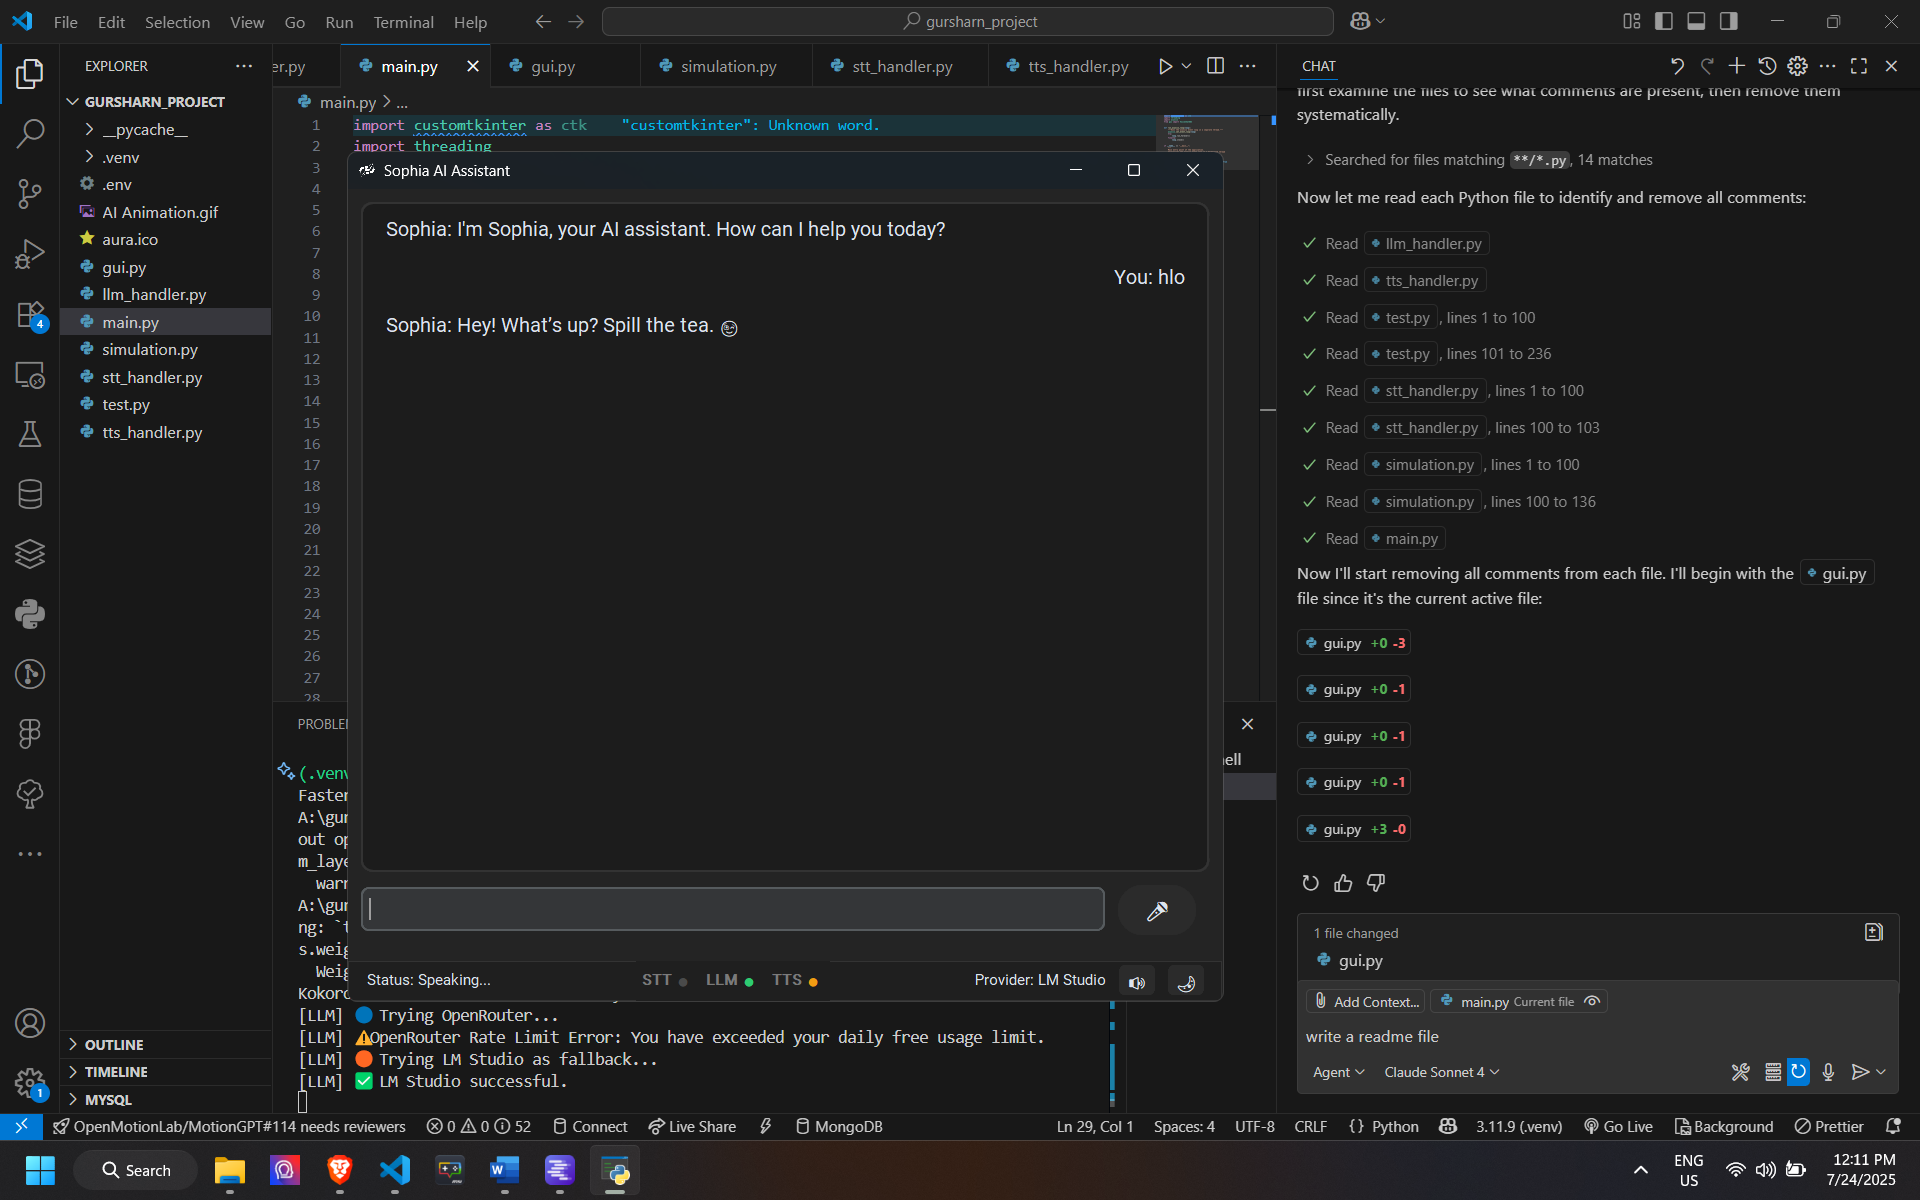 File Edit Selection View Go Run Terminal Help
gursharn_project
EXPLORER
GURSHARN_PROJECT
__pycache__
.venv
.env
AI Animation.gif
aura.ico
gui.py
llm_handler.py
main.py
simulation.py
stt_handler.py
test.py
tts_handler.py
OUTLINE
TIMELINE
MYSQL
4
1
er.py main.py gui.py simulation.py stt_handler.py tts_handler.py
main.py > ...
1 import customtkinter as ctk "customtkinter": Unknown word.
2 import threading
3
4
5
6
7
8
9
10
11
12
13
14
15
16
17
18
19
20
21
22
23
24
25
26
27
28
Sophia AI Assistant
Sophia: I'm Sophia, your AI assistant. How can I help you today?
You: hlo
Sophia: Hey! What's up? Spill the tea. 😉
Status: Speaking... STT LLM TTS Provider: LM Studio
PROBLE
ell
(.venv
Faster
A:\gur
out op
m_laye
warr
A:\gur
ng: `t
s.weig
Weig
Kokoro
[LLM] 🔵 Trying OpenRouter...
[LLM] ⚠OpenRouter Rate Limit Error: You have exceeded your daily free usage limit.
[LLM] 🟠 Trying LM Studio as fallback...
[LLM] ✅ LM Studio successful.
CHAT
first examine the files to see what comments are present, then remove them
systematically.
Searched for files matching **/*.py, 14 matches
Now let me read each Python file to identify and remove all comments:
Read llm_handler.py
Read tts_handler.py
Read test.py, lines 1 to 100
Read test.py, lines 101 to 236
Read stt_handler.py, lines 1 to 100
Read stt_handler.py, lines 100 to 103
Read simulation.py, lines 1 to 100
Read simulation.py, lines 100 to 136
Read main.py
Now I'll start removing all comments from each file. I'll begin with the gui.py
file since it's the current active file:
gui.py +0 -3
gui.py +0 -1
gui.py +0 -1
gui.py +0 -1
gui.py +3 -0
1 file changed
gui.py
Add Context... main.py Current file
write a readme file
Agent Claude Sonnet 4
OpenMotionLab/MotionGPT#114 needs reviewers 0 0 52 Connect Live Share MongoDB Ln 29, Col 1 Spaces: 4 UTF-8 CRLF {} Python 3.11.9 (.venv) Go Live Background Prettier
Search
ENG
US
12:11 PM
7/24/2025